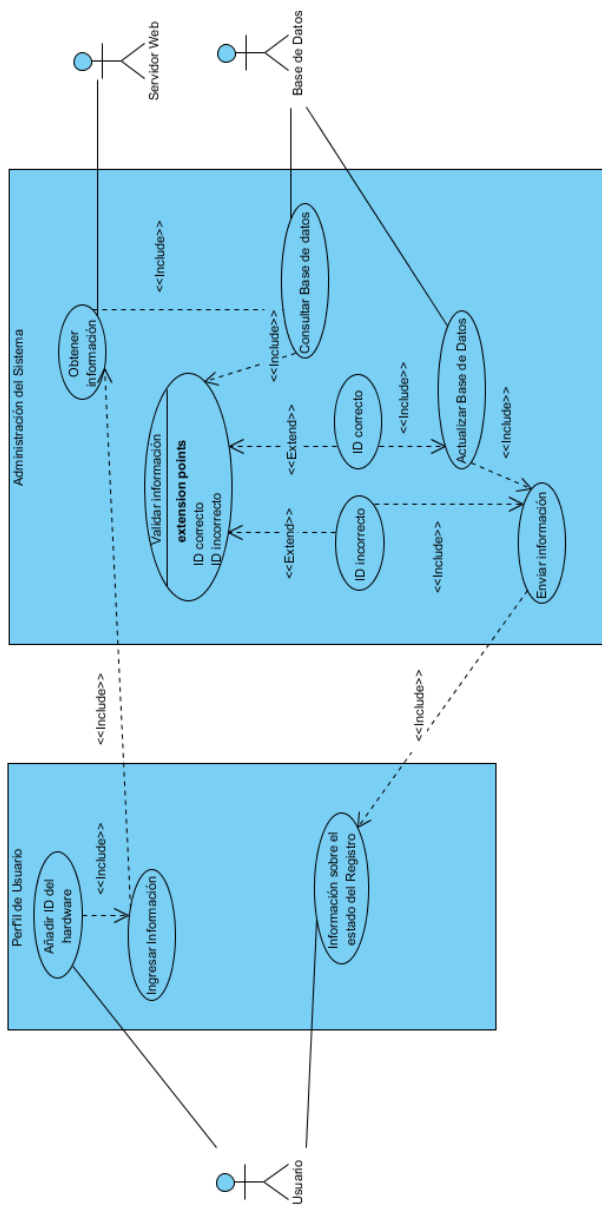 Usuario
Perfil de Usuario
Añadir ID del
hardware
<<Include>>
Ingresar Información
Información sobre el
estado del Registro
<<Include>>
<<Include>>
Administración del Sistema
Obtener
información
<<Include>>
Validar información
extension points
ID correcto
ID incorrecto
<<Include>>
Consultar Base de datos
<<Extend>>
<<Extend>>
ID incorrecto
ID correcto
<<Include>>
<<Include>>
Actualizar Base de Datos
<<Include>>
Enviar información
Servidor Web
Base de Datos